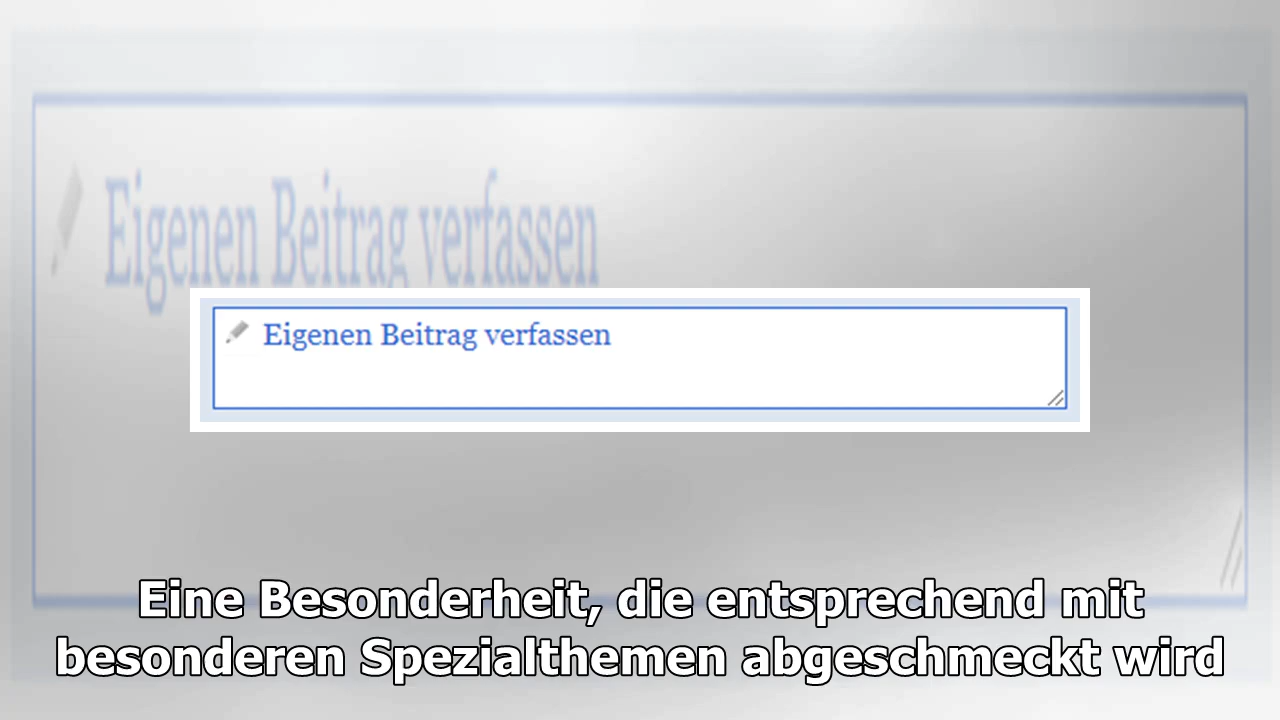 Eigenen Beitrag verfassen
Eigenen Beitrag verfassen
Eine Besonderheit, die entsprechend mit
besonderen Spezialthemen abgeschmeckt wird